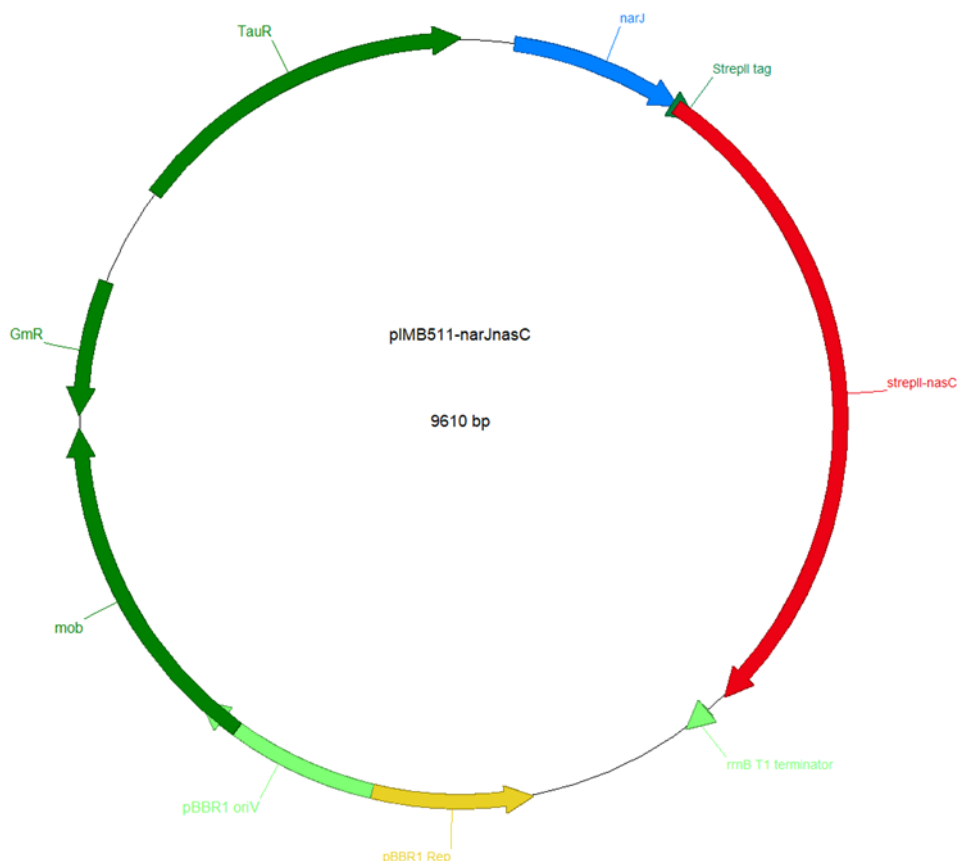 TauR
narJ
StrepII tag
GmR
pIMB511-narJnasC
strepII-nasC
9610 bp
mob
rrnB T1 terminator
pBBR1 oriV
pBBR1 Rep